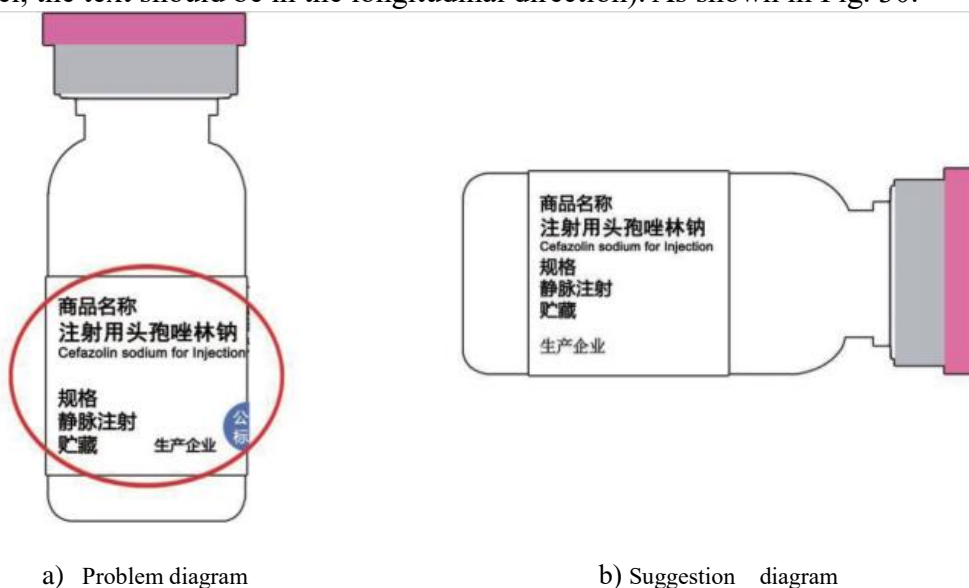 el, the text should be in the longitudinal direction). As shown in Fig. 50.
商品名称
注射用头孢唑林钠
Cefazolin sodium for Injection
规格
静脉注射
贮藏
生产企业
公
标
商品名称
注射用头孢唑林钠
Cefazolin sodium for Injection
规格
静脉注射
贮藏
生产企业
a) Problem diagram
b) Suggestion diagram